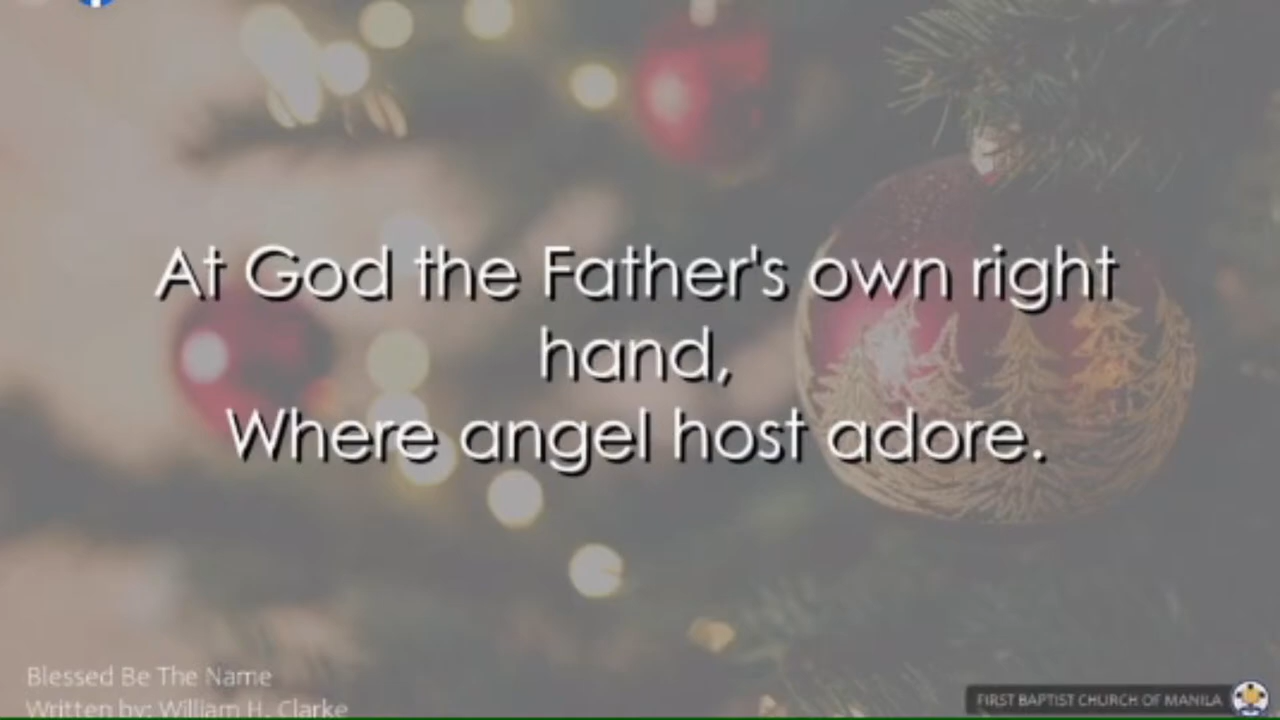 At God the Father's own right
hand,
Where angel host adore.
Blessed Be The Name
Written by: William H. Clarke
FIRST BAPTIST CHURCH OF MANILA